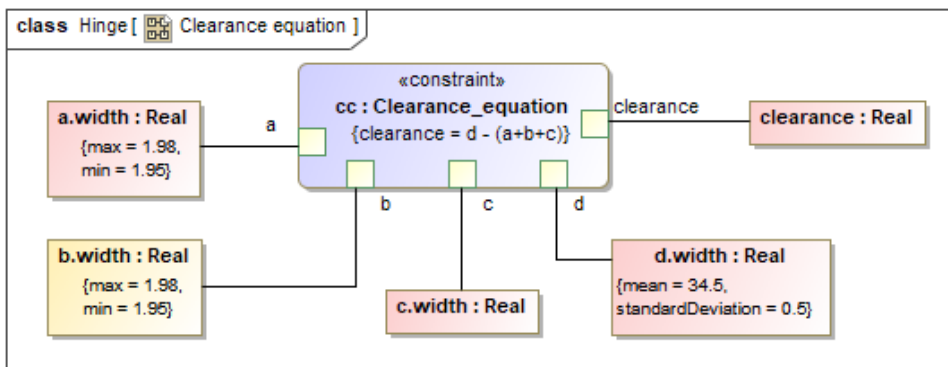 class Hinge [ Clearance equation ]
«constraint»
cc : Clearance_equation
{clearance = d - (a+b+c)}
clearance
clearance : Real
a.width : Real
{max = 1.98,
min = 1.95}
a
b
c
d
b.width : Real
{max = 1.98,
min = 1.95}
c.width : Real
d.width : Real
{mean = 34.5,
standardDeviation = 0.5}